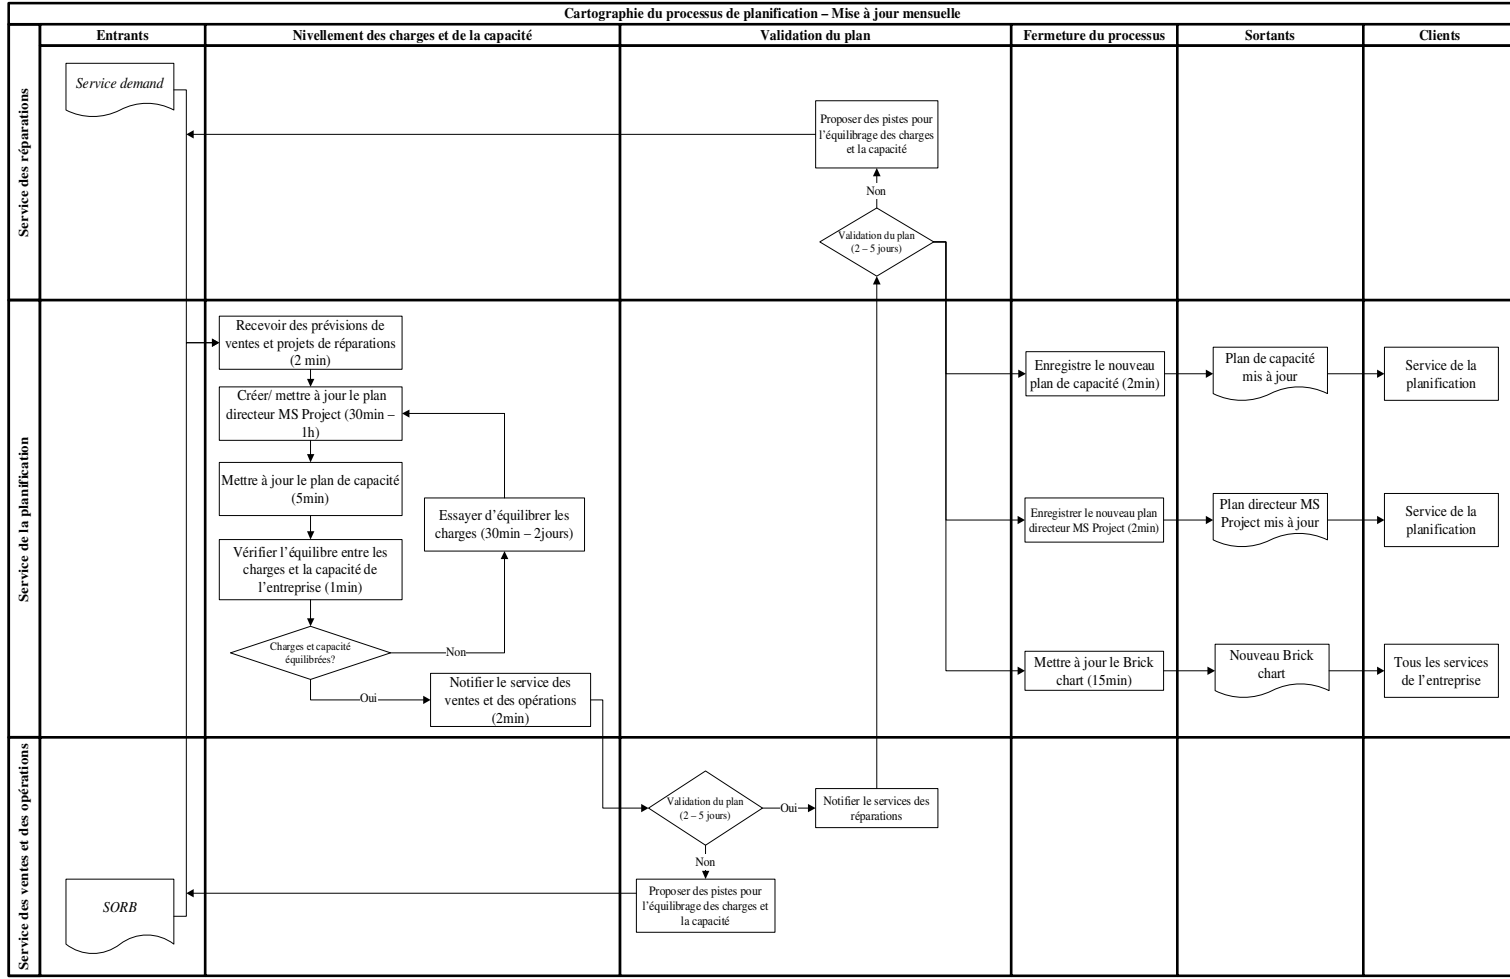 Cartographie du processus de planification – Mise à jour mensuelle
Entrants
Nivellement des charges et de la capacité
Validation du plan
Fermeture du processus
Sortants
Clients
Service des réparations
Service demand
Proposer des pistes pour
l’équilibrage des charges
et la capacité
Non
Validation du plan
(2 – 5 jours)
Service de la planification
Recevoir des prévisions de
ventes et projets de réparations
(2 min)
Créer/ mettre à jour le plan
directeur MS Project (30min –
1h)
Mettre à jour le plan de capacité
(5min)
Vérifier l’équilibre entre les
charges et la capacité de
l’entreprise (1min)
Charges et capacité
équilibrées?
Non
Essayer d’équilibrer les
charges (30min – 2jours)
Oui
Notifier le service des
ventes et des opérations
(2min)
Enregistre le nouveau
plan de capacité (2min)
Plan de capacité
mis à jour
Service de la
planification
Enregistrer le nouveau plan
directeur MS Project (2min)
Plan directeur MS
Project mis à jour
Service de la
planification
Mettre à jour le Brick
chart (15min)
Nouveau Brick
chart
Tous les services
de l’entreprise
Service des ventes et des opérations
SORB
Validation du plan
(2 – 5 jours)
Oui
Notifier le services des
réparations
Non
Proposer des pistes pour
l’équilibrage des charges et
la capacité